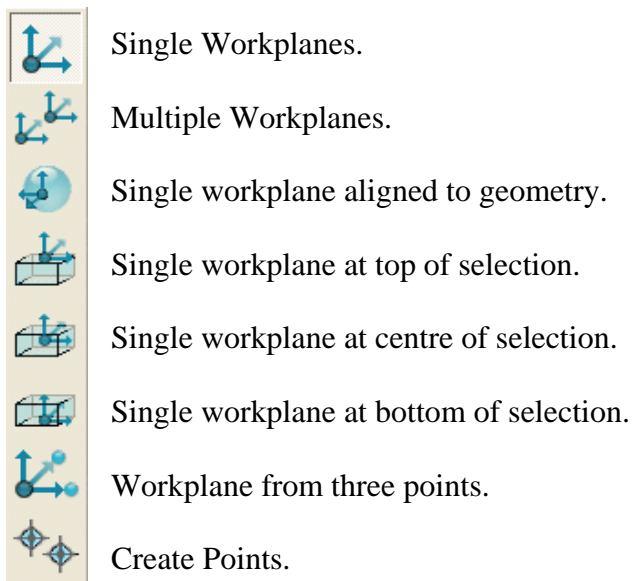 Single Workplanes.
Multiple Workplanes.
Single workplane aligned to geometry.
Single workplane at top of selection.
Single workplane at centre of selection.
Single workplane at bottom of selection.
Workplane from three points.
Create Points.